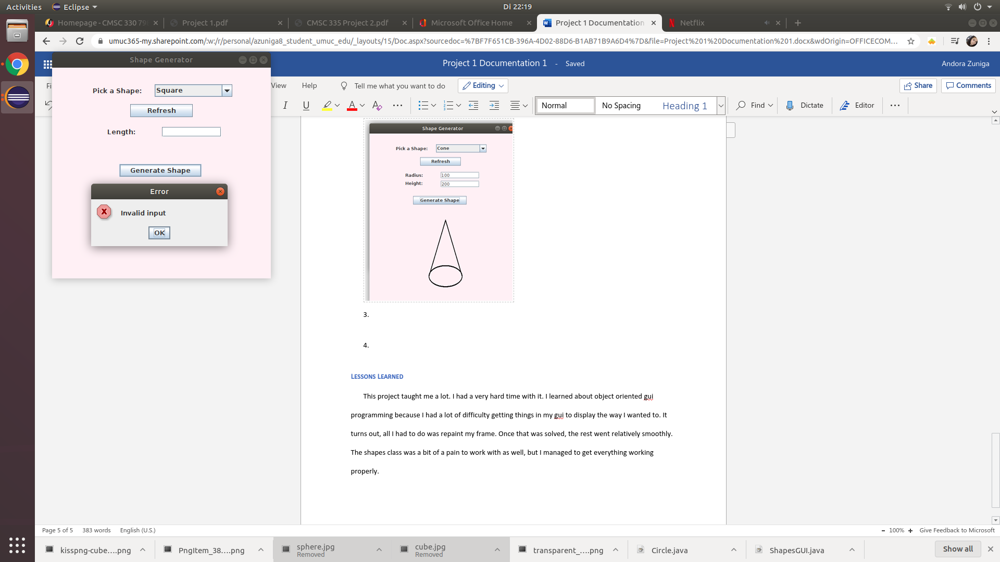 Activities
Eclipse
Di 22:19
Homepage - CMSC 330 79
Project 1.pdf
CMSC 335 Project 2.pdf
Microsoft Office Home
Project 1 Documentation
Netflix
umuc365-my.sharepoint.com/:w:/r/personal/azuniga8_student_umuc_edu/_layouts/15/Doc.aspx?sourcedoc=%7BF7F651CB-396A-4D02-88D6-B1AB71B9A6D4%7D&file=Project%201%20Documentation%201.docx&wdOrigin=OFFICECOM...
Project 1 Documentation 1 - Saved
Andora Zuniga
Fi
View
Help
Tell me what you want to do
Editing
Share
Comments
I
U
A
Normal
No Spacing
Heading 1
Find
Dictate
Editor
Shape Generator
Pick a Shape:
Square
Refresh
Length:
Generate Shape
Error
X
Invalid input
OK
Shape Generator
Pick a Shape:
Cone
Refresh
Radius:
100
Height:
200
Generate Shape
3.
4.
LESSONS LEARNED
This project taught me a lot. I had a very hard time with it. I learned about object oriented gui
programming because I had a lot of difficulty getting things in my gui to display the way I wanted to. It
turns out, all I had to do was repaint my frame. Once that was solved, the rest went relatively smoothly.
The shapes class was a bit of a pain to work with as well, but I managed to get everything working
properly.
Page 5 of 5
383 words
English (U.S.)
- 100% +
Give Feedback to Microsoft
kisspng-cube....png
PngItem_38....png
sphere.jpg
Removed
cube.jpg
Removed
transparent_....png
Circle.java
ShapesGUI.java
Show all